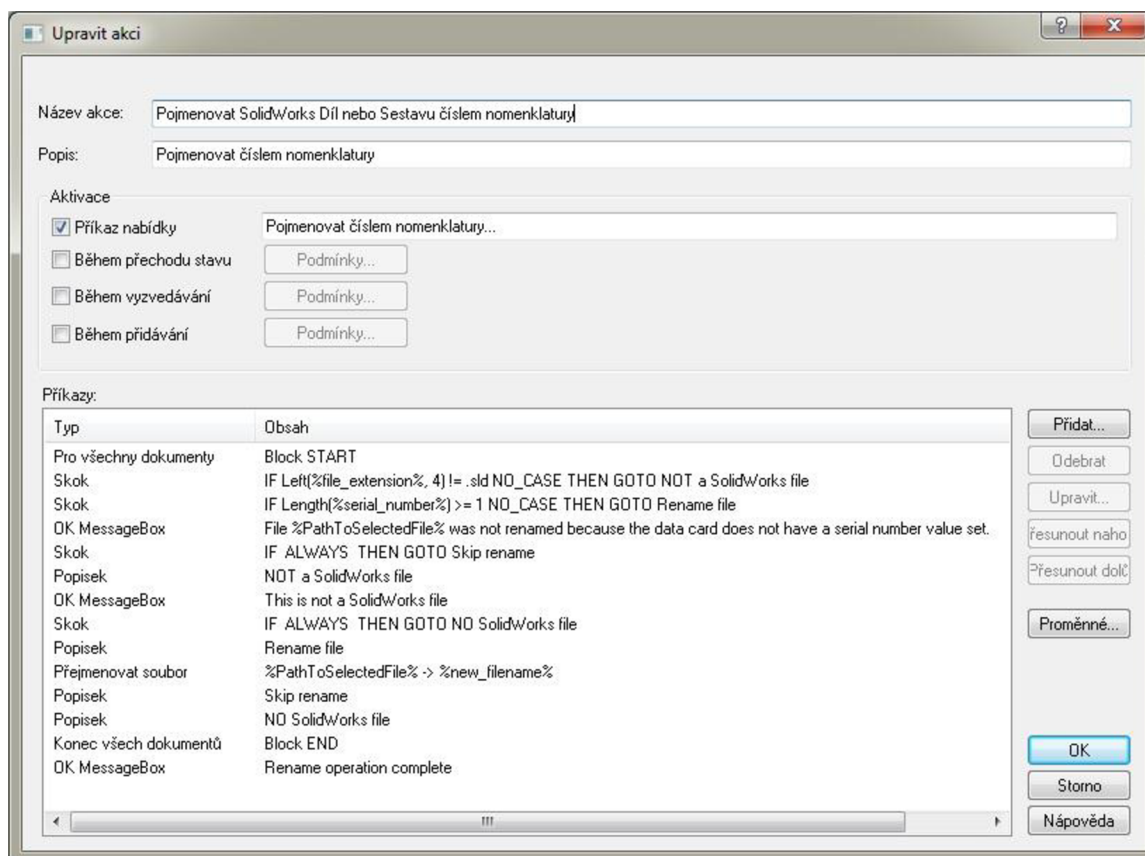 Upravit akci
Název akce: Pojmenovat SolidWorks Díl nebo Sestavu číslem nomenklatury
Popis: Pojmenovat číslem nomenklatury
Aktivace
Příkaz nabídky Pojmenovat číslem nomenklatury...
Během přechodu stavu Podmínky...
Během vyzvedávání Podmínky...
Během přidávání Podmínky...
Příkazy:
Typ Obsah
Pro všechny dokumenty Block START
Skok IF Left(%file_extension%, 4) != .sld NO_CASE THEN GOTO NOT a SolidWorks file
Skok IF Length(%serial_number%) >= 1 NO_CASE THEN GOTO Rename file
OK MessageBox File %PathToSelectedFile% was not renamed because the data card does not have a serial number value set.
Skok IF ALWAYS THEN GOTO Skip rename
Popisek NOT a SolidWorks file
OK MessageBox This is not a SolidWorks file
Skok IF ALWAYS THEN GOTO NO SolidWorks file
Popisek Rename file
Přejmenovat soubor %PathToSelectedFile% -> %new_filename%
Popisek Skip rename
Popisek NO SolidWorks file
Konec všech dokumentů Block END
OK MessageBox Rename operation complete
Přidat...
Odebrat
Upravit...
řesunout naho
Přesunout dolů
Proměnné...
OK
Storno
Nápověda